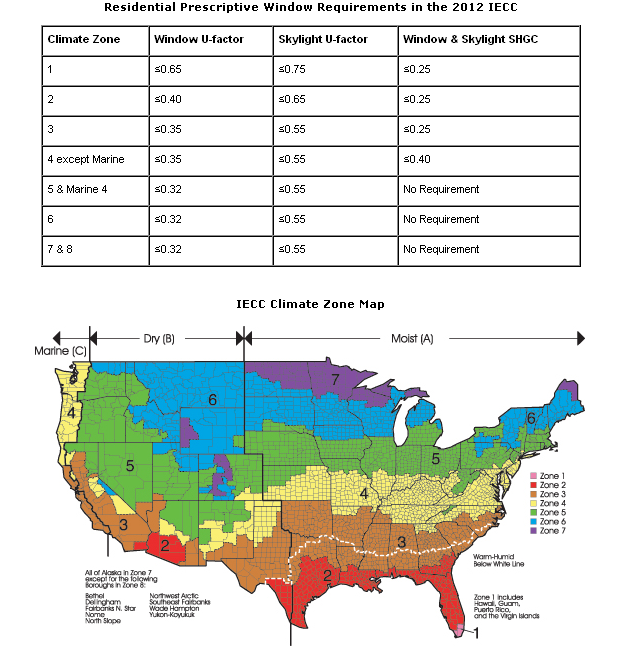 Residential Prescriptive Window Requirements in the 2012 IECC
Climate Zone Window U-factor Skylight U-factor Window & Skylight SHGC
1 ≤0.65 ≤0.75 ≤0.25
2 ≤0.40 ≤0.65 ≤0.25
3 ≤0.35 ≤0.55 ≤0.25
4 except Marine ≤0.35 ≤0.55 ≤0.40
5 & Marine 4 ≤0.32 ≤0.55 No Requirement
6 ≤0.32 ≤0.55 No Requirement
7 & 8 ≤0.32 ≤0.55 No Requirement
IECC Climate Zone Map
Marine (C) Dry (B) Moist (A)
7
6
6
4
5
5
4
3
3
2
2
1
Zone 1
Zone 2
Zone 3
Zone 4
Zone 5
Zone 6
Zone 7
Warm-Humid
Below White Line
All of Alaska in Zone 7
except for the following
Boroughs in Zone 8:
Bethel
Dellingham
Fairbanks N. Star
Nome
North Slope
Northwest Arctic
Southeast Fairbanks
Wade Hampton
Yukon-Koyukuk
Zone 1 includes
Hawaii, Guam,
Puerto Rico,
and the Virgin Islands